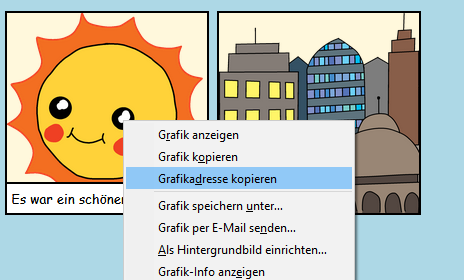 Es war ein schöner
Grafik anzeigen
Grafik kopieren
Grafikadresse kopieren
Grafik speichern unter...
Grafik per E-Mail senden...
Als Hintergrundbild einrichten...
Grafik-Info anzeigen